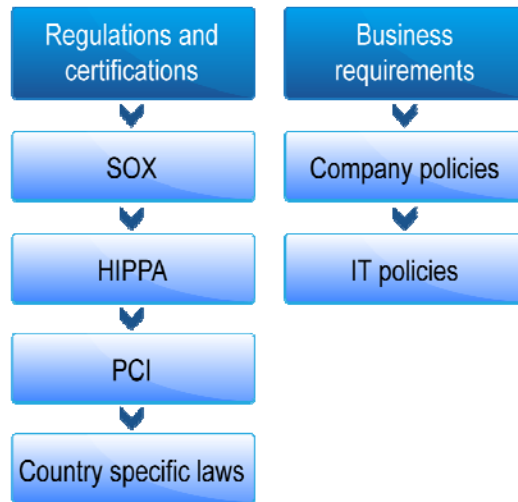 Regulations and
certifications
SOX
HIPPA
PCI
Country specific laws
Business
requirements
Company policies
IT policies